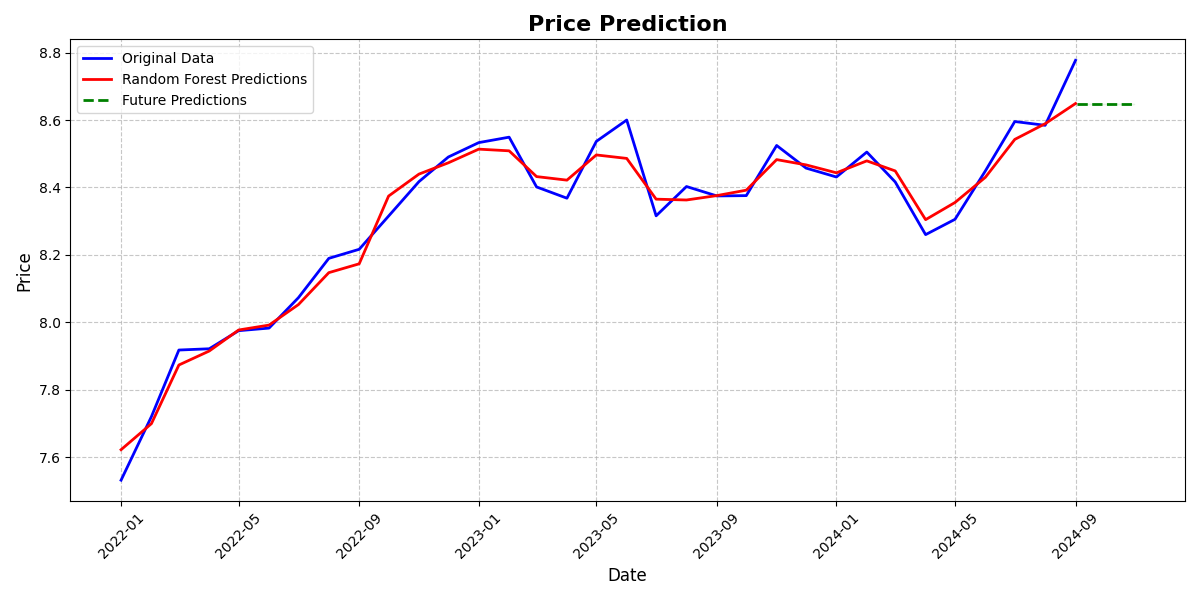 Price Prediction
Original Data
Random Forest Predictions
Future Predictions
Price
8.8
8.6
8.4
8.2
8.0
7.8
7.6
2022-01
2022-05
2022-09
2023-01
2023-05
2023-09
2024-01
2024-05
2024-09
Date